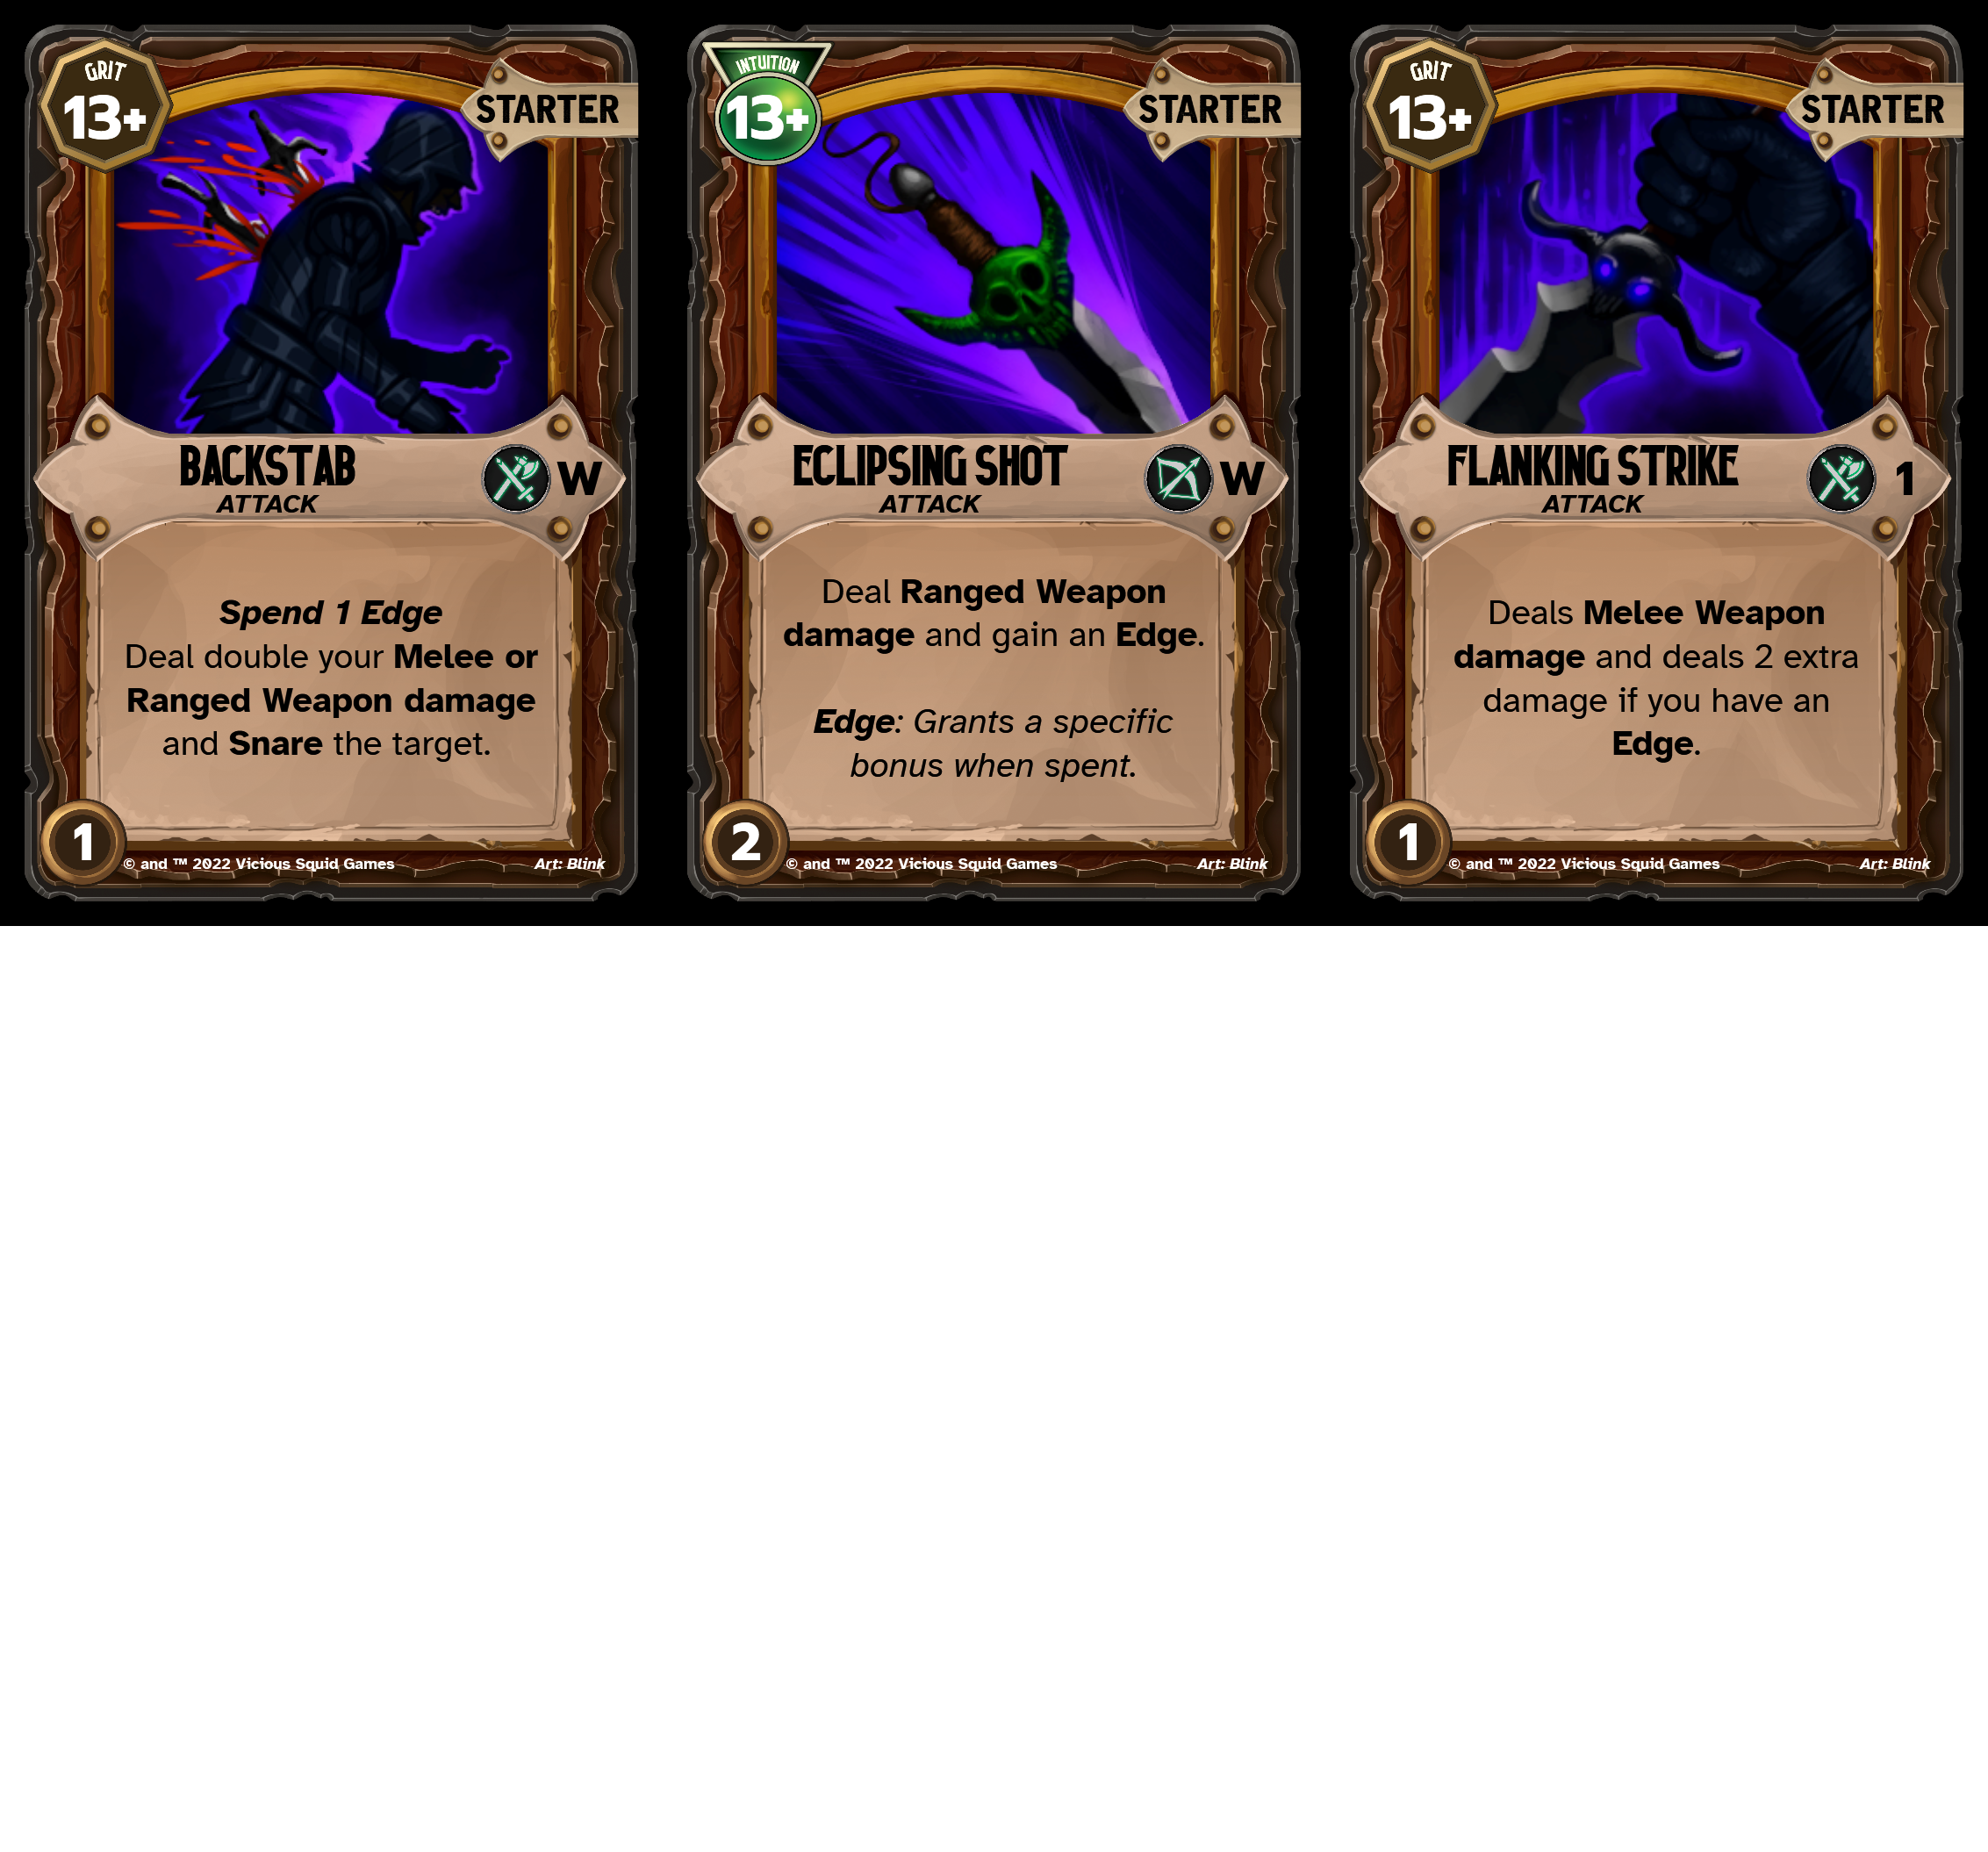 GRIT
13+
STARTER
BACKSTAB
ATTACK
W
Spend 1 Edge
Deal double your Melee or
Ranged Weapon damage
and Snare the target.
1
© and ™ 2022 Vicious Squid Games
Art: Blink
INTUITION
13+
STARTER
ECLIPSING SHOT
ATTACK
W
Deal Ranged Weapon
damage and gain an Edge.
Edge: Grants a specific
bonus when spent.
2
© and ™ 2022 Vicious Squid Games
Art: Blink
GRIT
13+
STARTER
FLANKING STRIKE
ATTACK
1
Deals Melee Weapon
damage and deals 2 extra
damage if you have an
Edge.
1
© and ™ 2022 Vicious Squid Games
Art: Blink